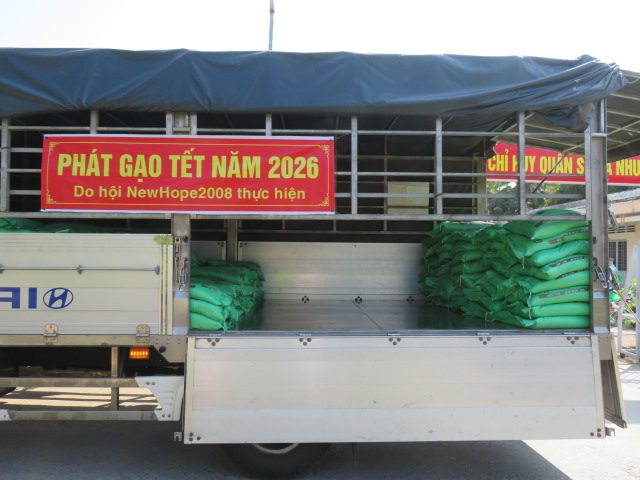 PHÁT GẠO TẾT NĂM 2026
Do hội NewHope2008 thực hiện
CHỈ HUY QUÂN